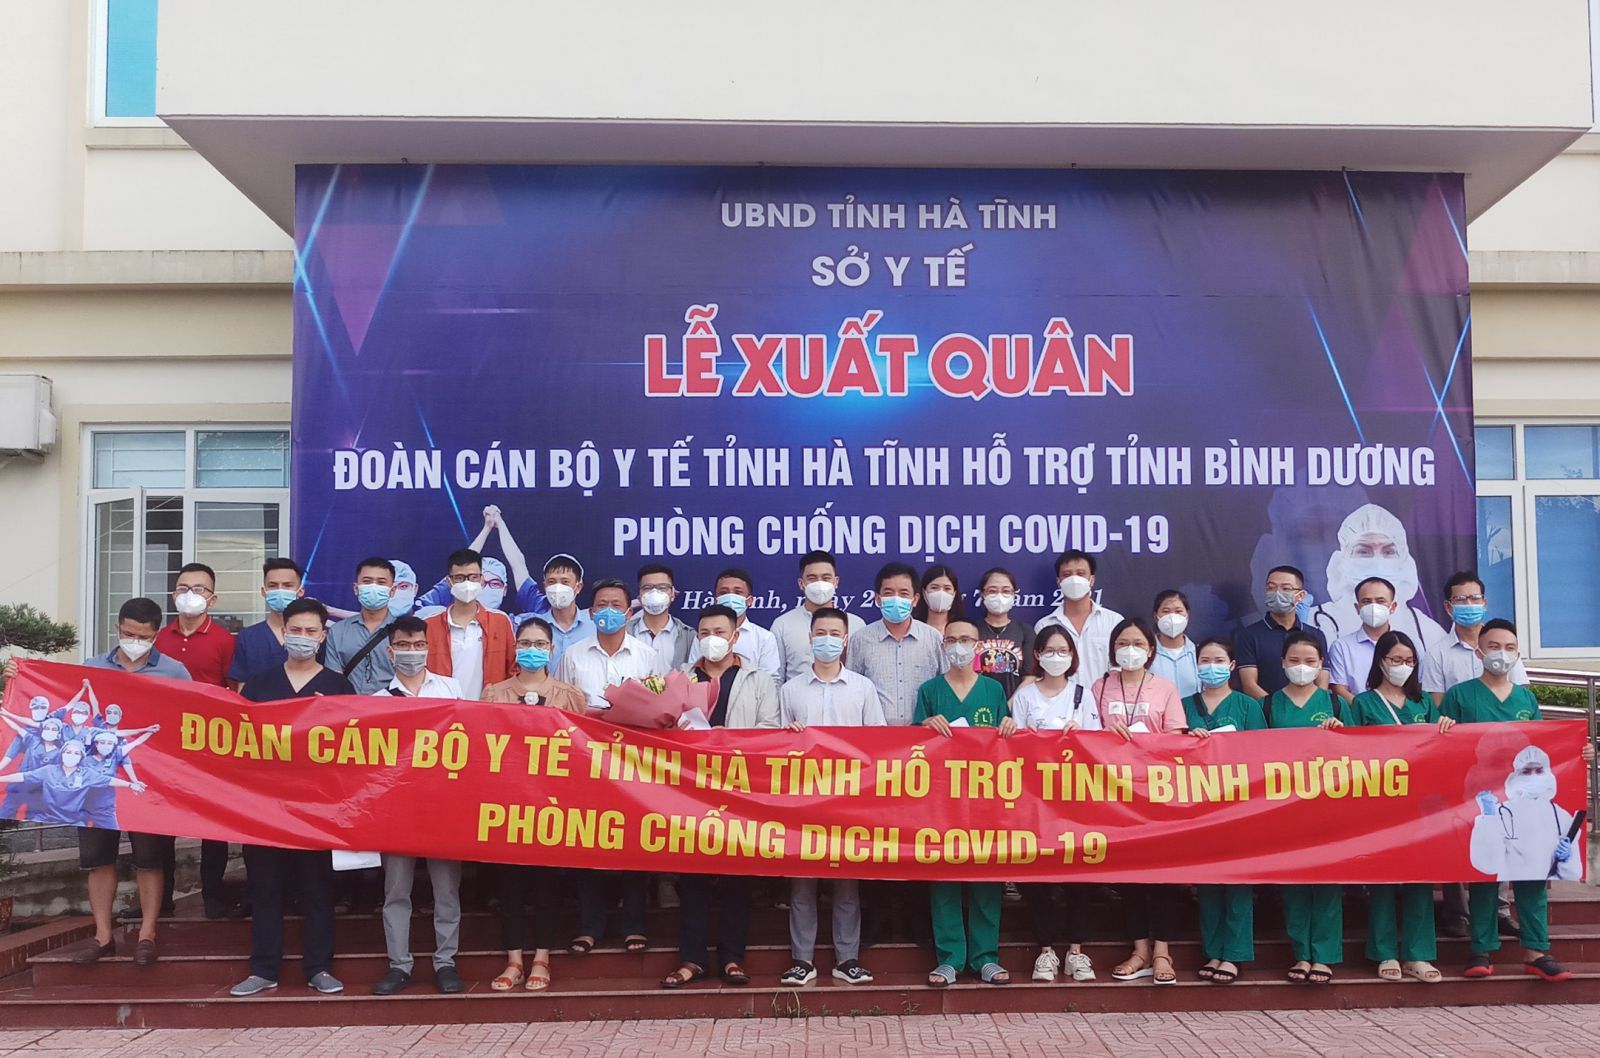 UBND TỈNH HÀ TĨNH
SỞ Y TẾ
LỄ XUẤT QUÂN
ĐOÀN CÁN BỘ Y TẾ TỈNH HÀ TĨNH HỖ TRỢ TỈNH BÌNH DƯƠNG
PHÒNG CHỐNG DỊCH COVID-19
ĐOÀN CÁN BỘ Y TẾ TỈNH HÀ TĨNH HỖ TRỢ TỈNH BÌNH DƯƠNG
PHÒNG CHỐNG DỊCH COVID-19